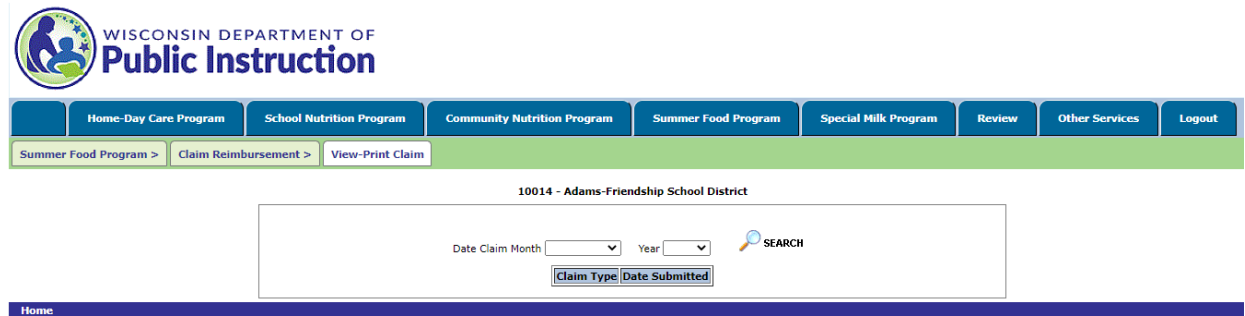 WISCONSIN DEPARTMENT OF
Public Instruction
Home-Day Care Program School Nutrition Program Community Nutrition Program Summer Food Program Special Milk Program Review Other Services Logout
Summer Food Program > Claim Reimbursement > View-Print Claim
10014 - Adams-Friendship School District
Date Claim Month Year SEARCH
Claim Type Date Submitted
Home